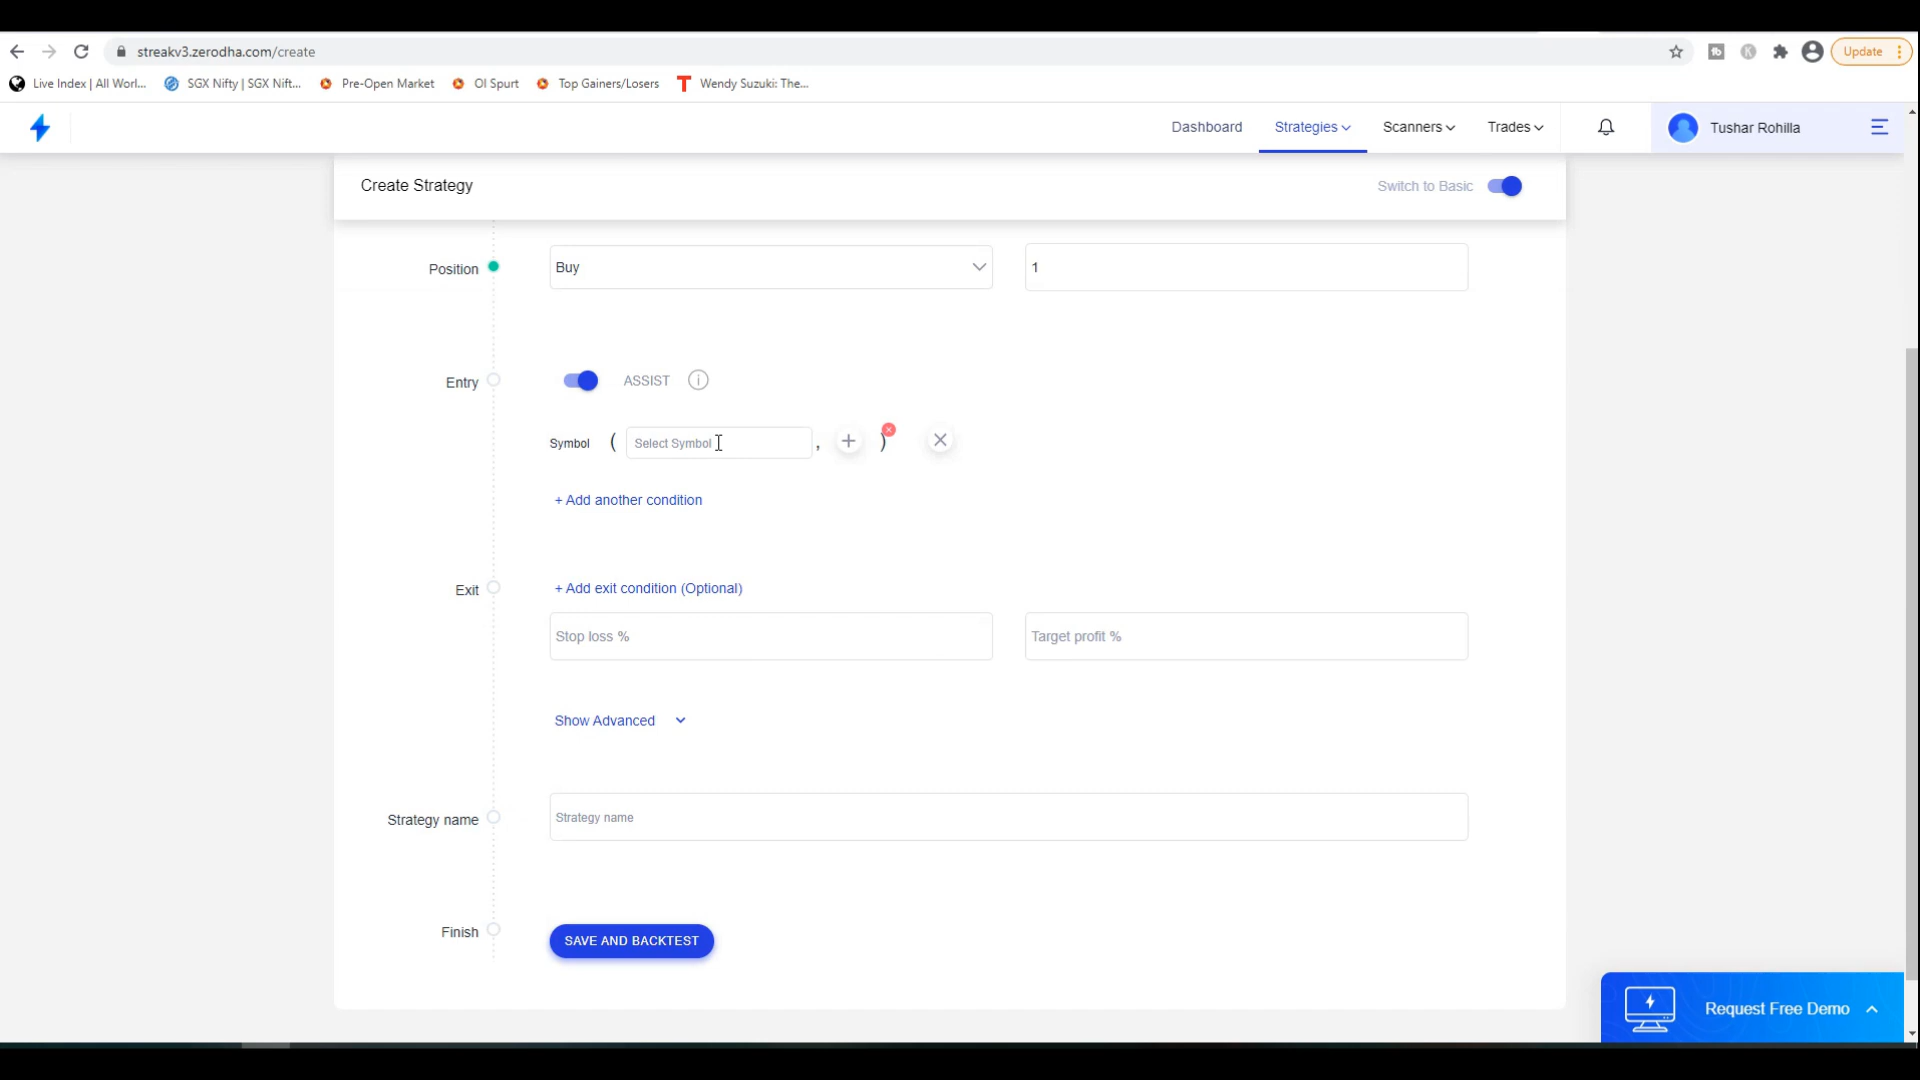 streakv3.zerodha.com/create
Update
Live Index | All Worl...
SGX Nifty | SGX Nift...
Pre-Open Market
OI Spurt
Top Gainers/Losers
T
Wendy Suzuki: The...
Dashboard
Strategies
Scanners
Trades
Tushar Rohilla
Create Strategy
Switch to Basic
Position
Buy
1
Entry
ASSIST
i
Symbol ( Select Symbol , + )
+ Add another condition
Exit
+ Add exit condition (Optional)
Stop loss %
Target profit %
Show Advanced
Strategy name
Strategy name
Finish
SAVE AND BACKTEST
Request Free Demo